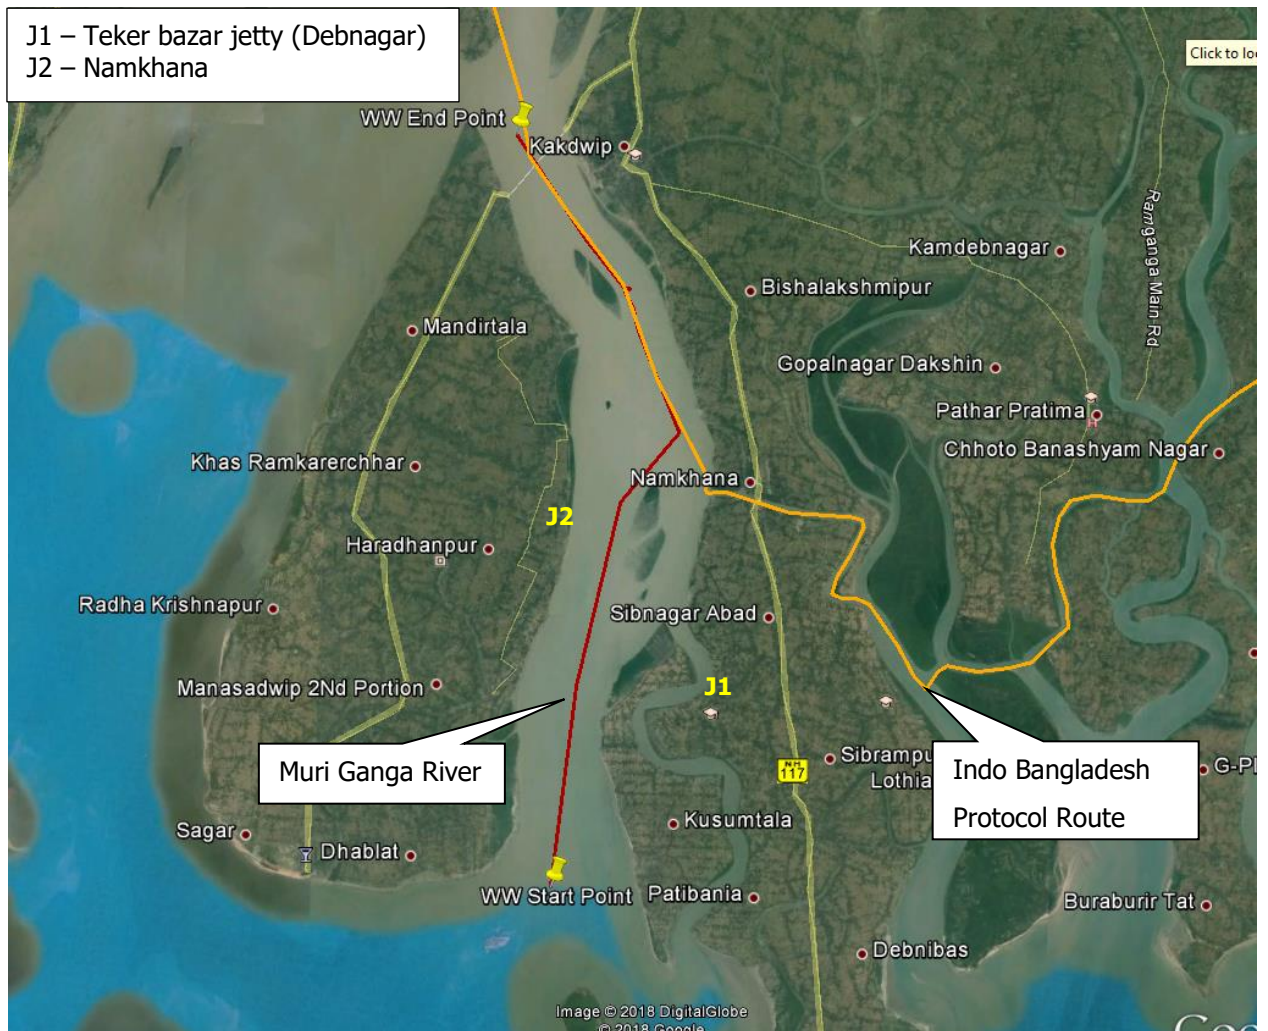 J1 – Teker bazar jetty (Debnagar)
J2 – Namkhana
Click to lo
WW End Point
Kakdwip
Ramganga Main Rd
Kamdebnagar
Bishalakshmipur
Mandirtala
Gopalnagar Dakshin
Pathar Pratima
Chhoto Banashyam Nagar
Khas Ramkarerchhar
Namkhana
J2
Haradhanpur
Radha Krishnapur
Sibnagar Abad
Manasadwip 2Nd Portion
J1
Muri Ganga River
NH
117
Sibrampu
Lothia
Indo Bangladesh
Protocol Route
G-Pl
Sagar
Dhablat
Kusumtala
WW Start Point
Patibania
Buraburir Tat
Debnibas
Image © 2018 DigitalGlobe
© 2018 Google